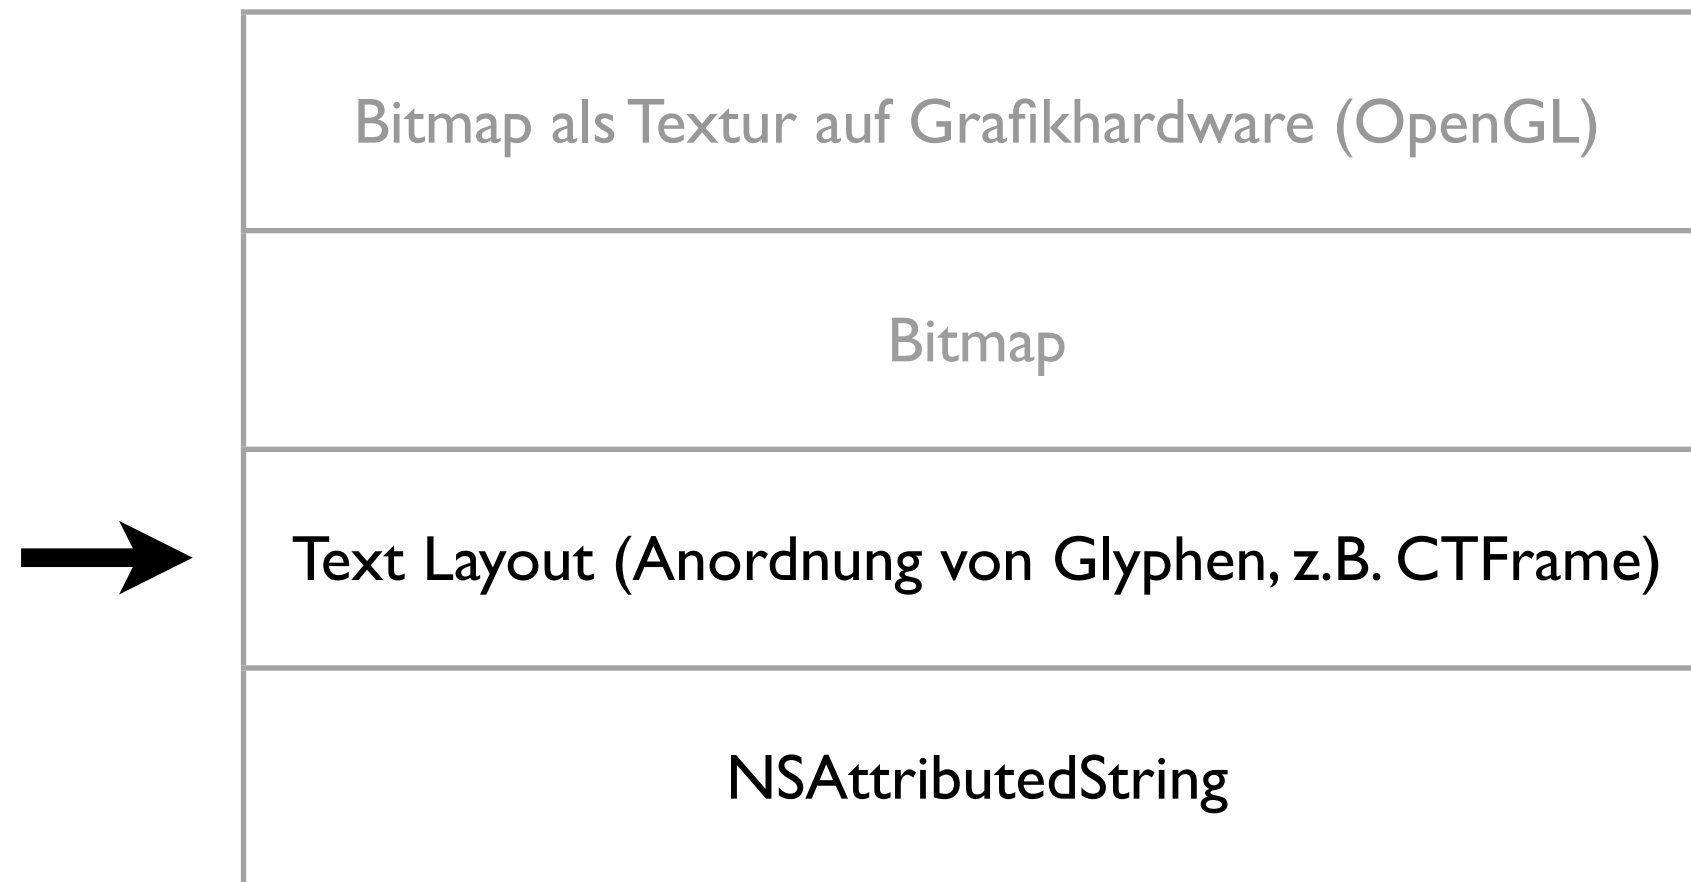 Bitmap als Textur auf Grafikhardware (OpenGL)
Bitmap
Text Layout (Anordnung von Glyphen, z.B. CTFrame)
NSAttributedString